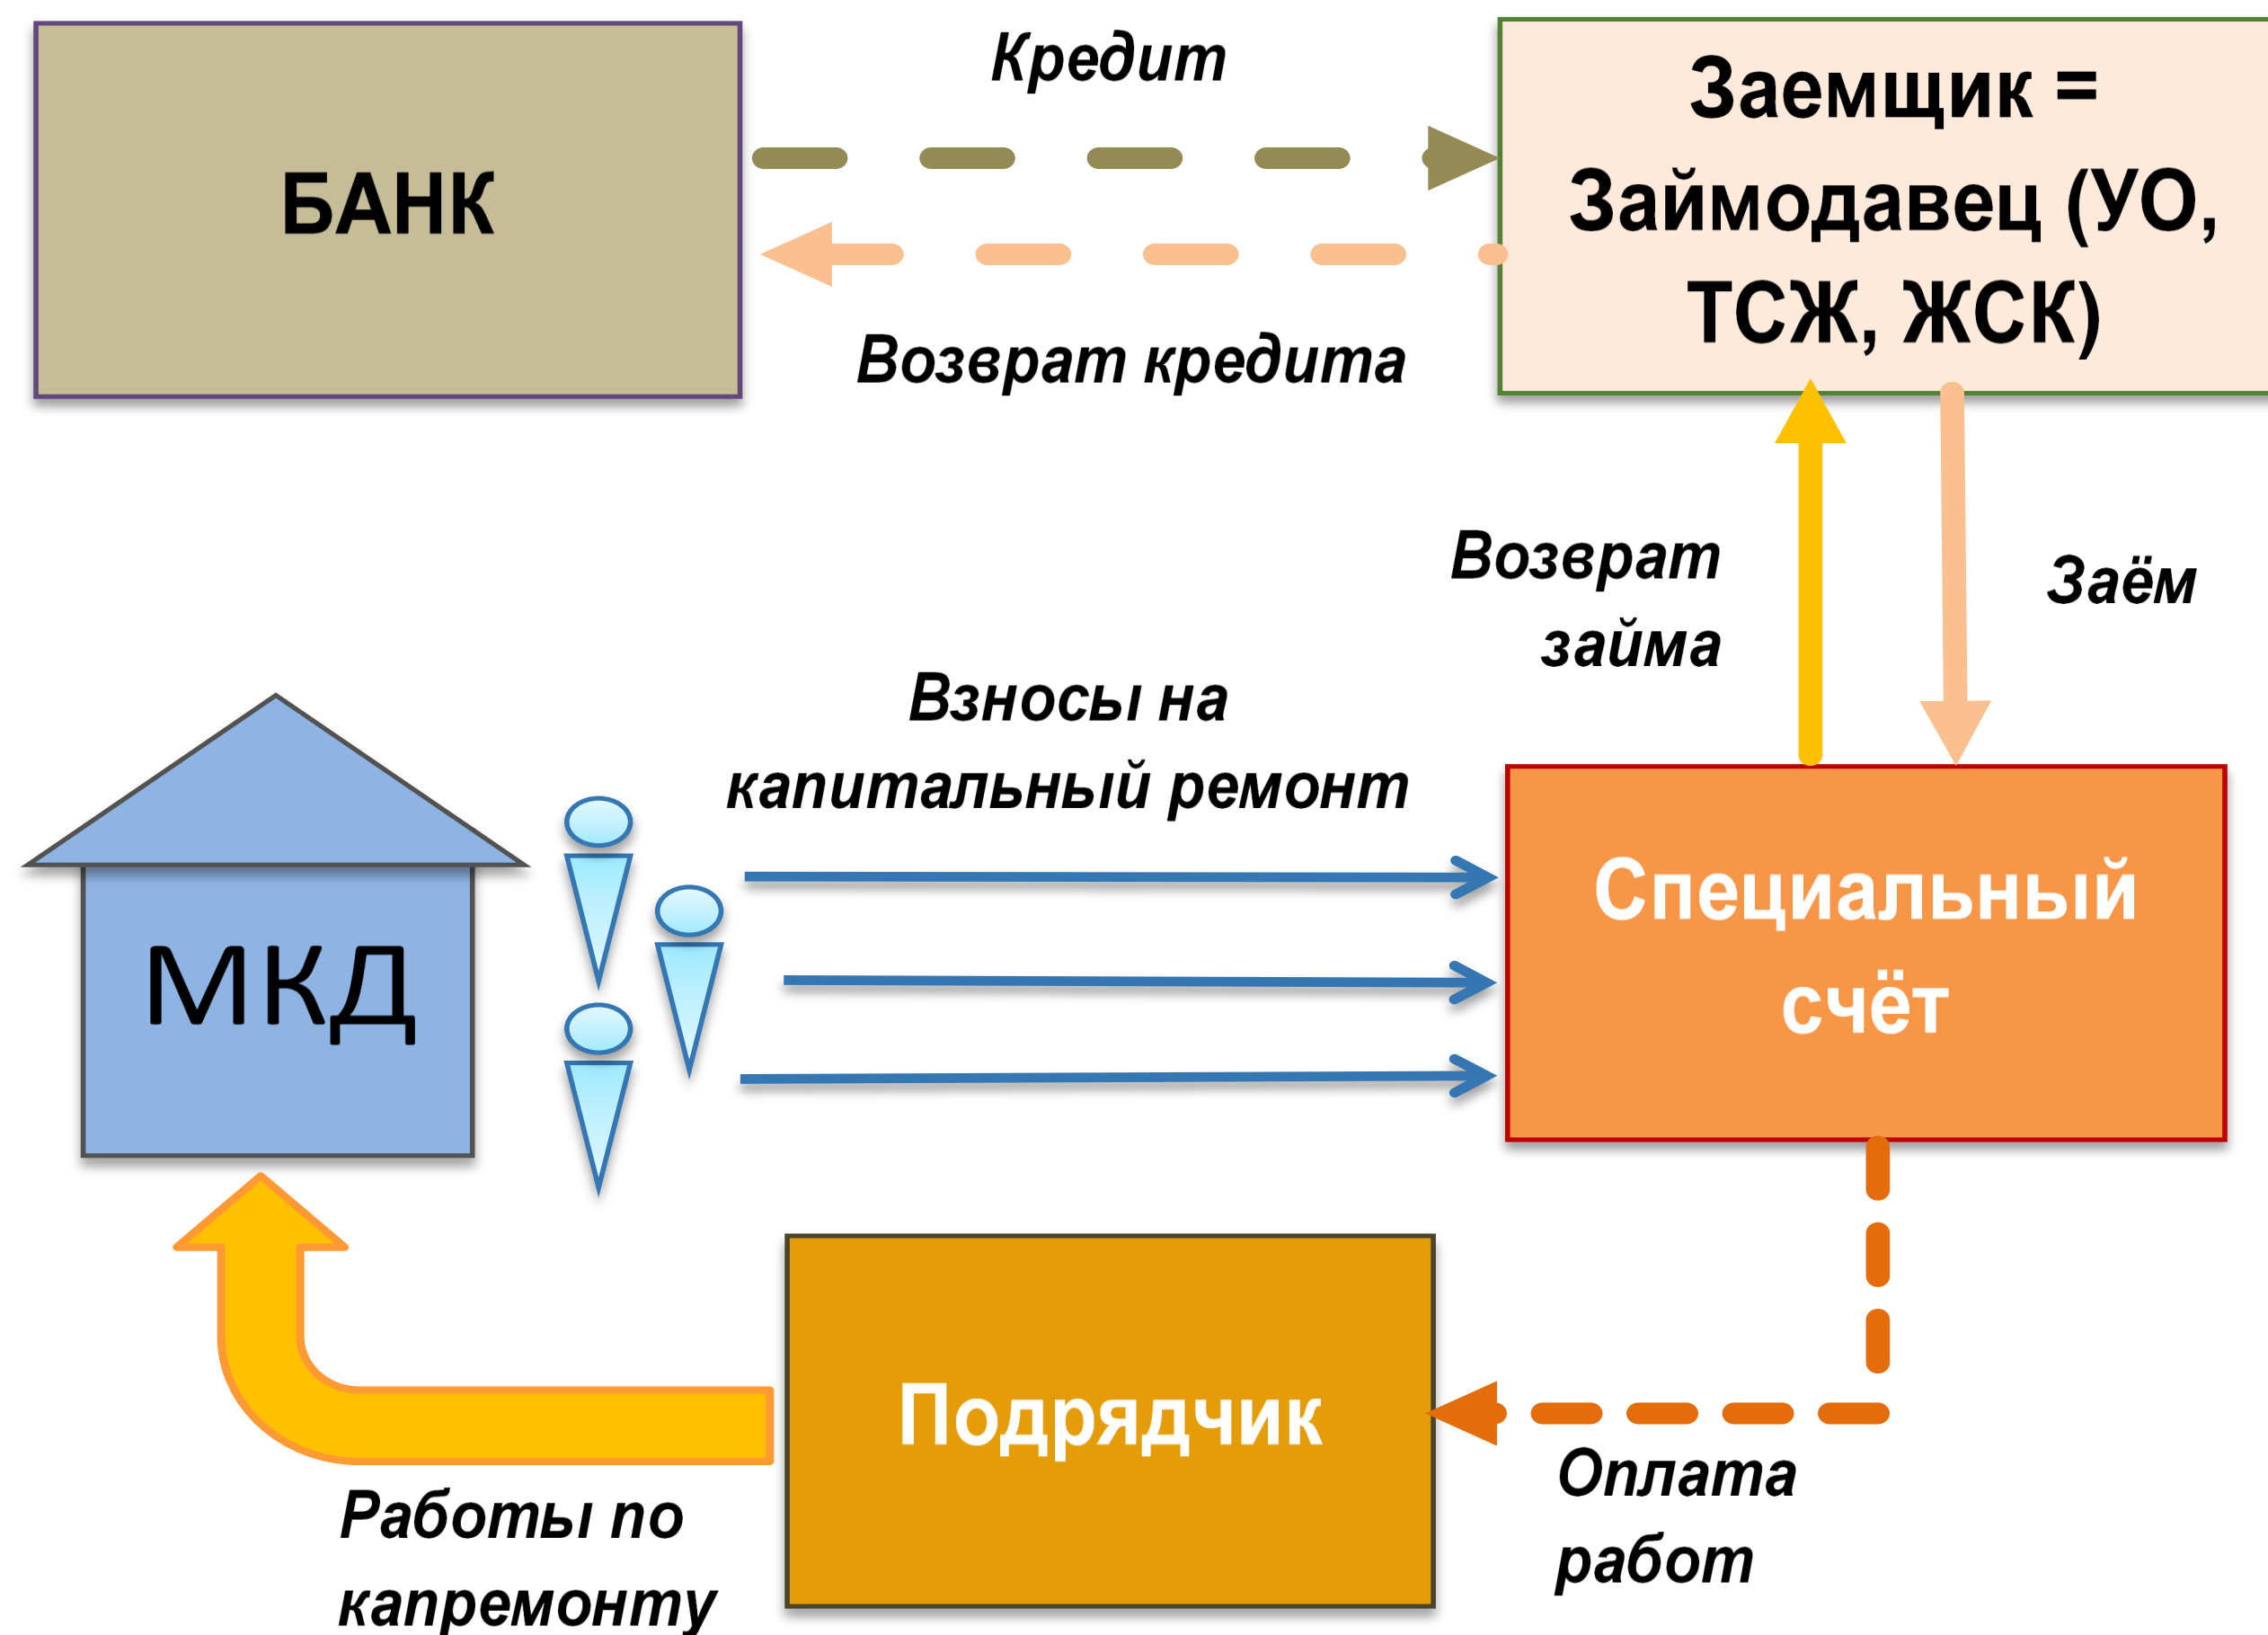 Кредит
БАНК
Заемщик =
Займодавец (УО,
ТСЖ, ЖСК)
Возврат кредита
Возврат
займа
Заём
Взносы на
капитальный ремонт
МКД
Специальный
счёт
Подрядчик
Оплата
работ
Работы по
капремонту